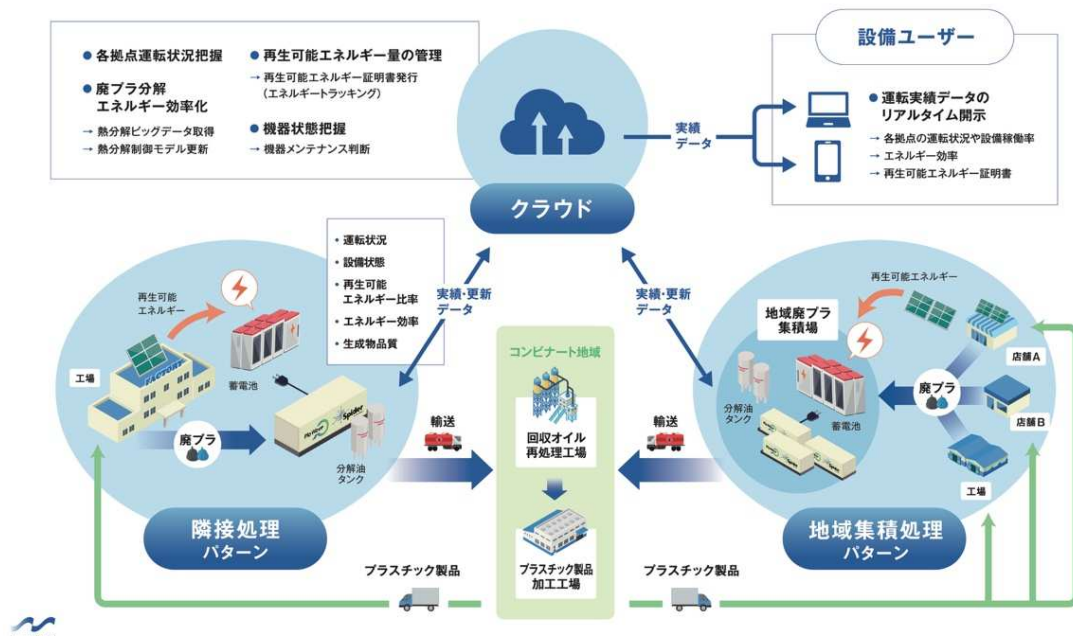 ● 各拠点運転状況把握
● 廃プラ分解
エネルギー効率化
→ 熱分解ビッグデータ取得
→ 熱分解制御モデル更新
● 再生可能エネルギー量の管理
→ 再生可能エネルギー証明書発行
(エネルギートラッキング)
● 機器状態把握
→ 機器メンテナンス判断
クラウド
実績
データ
設備ユーザー
● 運転実績データの
リアルタイム開示
→ 各拠点の運転状況や設備稼働率
→ エネルギー効率
→ 再生可能エネルギー証明書
• 運転状況
• 設備状態
• 再生可能
エネルギー比率
• エネルギー効率
• 生成物品質
実績・更新
データ
実績・更新
データ
再生可能
エネルギー
工場
FACTORY
蓄電池
廃プラ
Spider
分解油
タンク
隣接処理
パターン
輸送
コンビナート地域
回収オイル
再処理工場
プラスチック製品
加工工場
輸送
再生可能エネルギー
地域廃プラ
集積場
分解油
タンク
蓄電池
廃プラ
店舗A
店舗B
工場
地域集積処理
パターン
プラスチック製品
プラスチック製品